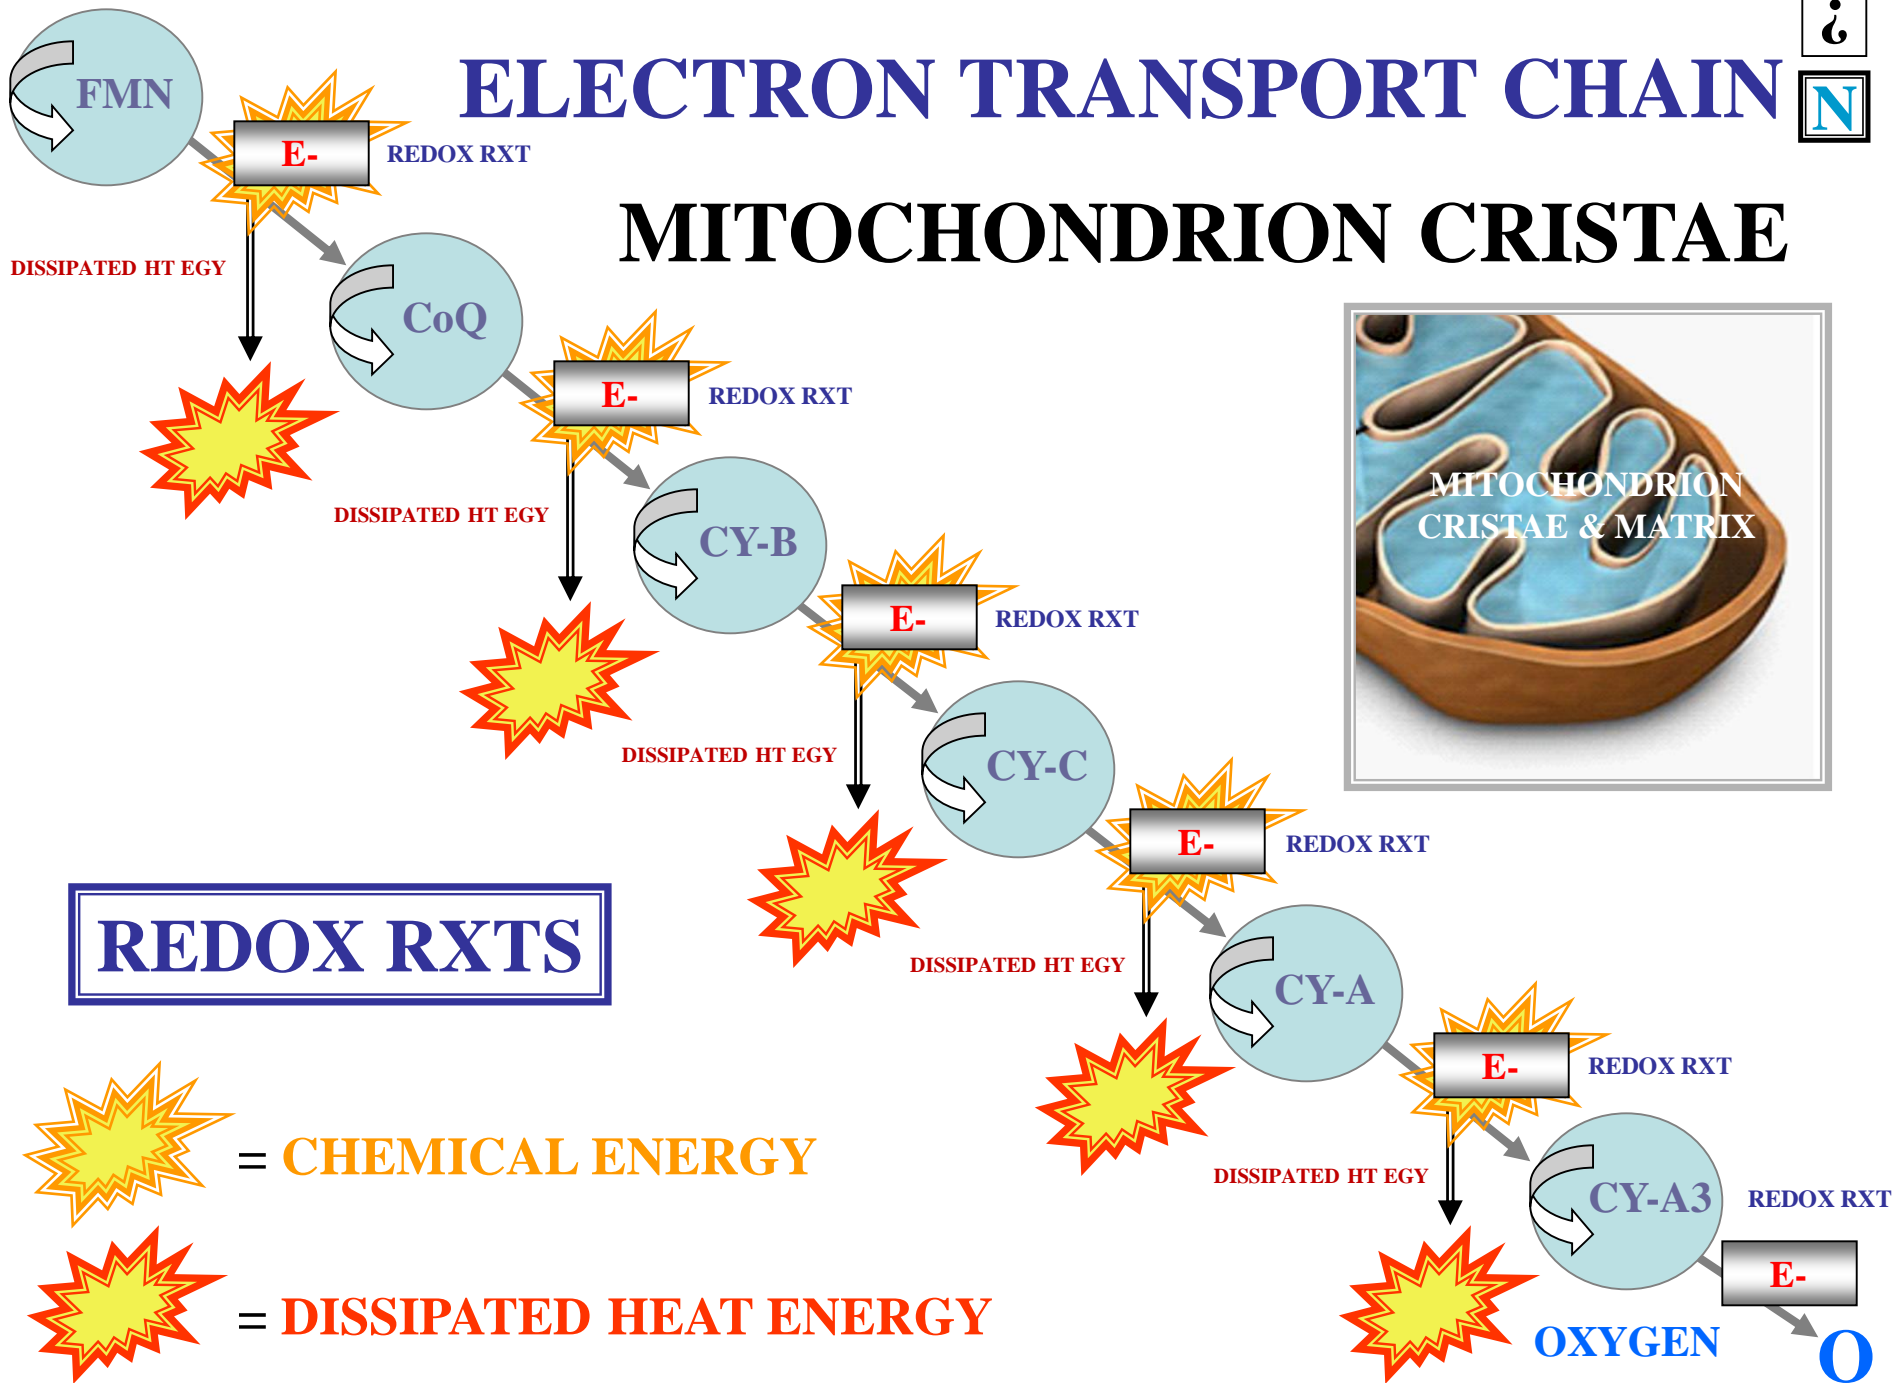 ¿
ELECTRON TRANSPORT CHAIN
N
FMN
E-
REDOX RXT
MITOCHONDRION CRISTAE
DISSIPATED HT EGY
CoQ
E-
REDOX RXT
MITOCHONDRION
CRISTAE & MATRIX
DISSIPATED HT EGY
CY-B
E-
REDOX RXT
DISSIPATED HT EGY
CY-C
E-
REDOX RXT
REDOX RXTS
DISSIPATED HT EGY
CY-A
E-
REDOX RXT
= CHEMICAL ENERGY
DISSIPATED HT EGY
CY-A3
REDOX RXT
E-
= DISSIPATED HEAT ENERGY
OXYGEN
O